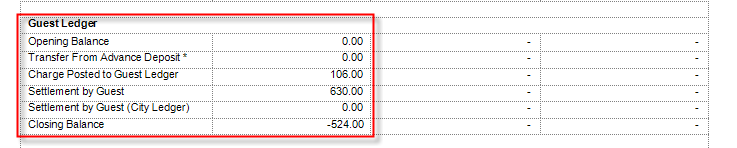 Guest Ledger
Opening Balance 0.00 - -
Transfer From Advance Deposit * 0.00 - -
Charge Posted to Guest Ledger 106.00 - -
Settlement by Guest 630.00 - -
Settlement by Guest (City Ledger) 0.00 - -
Closing Balance -524.00 - -